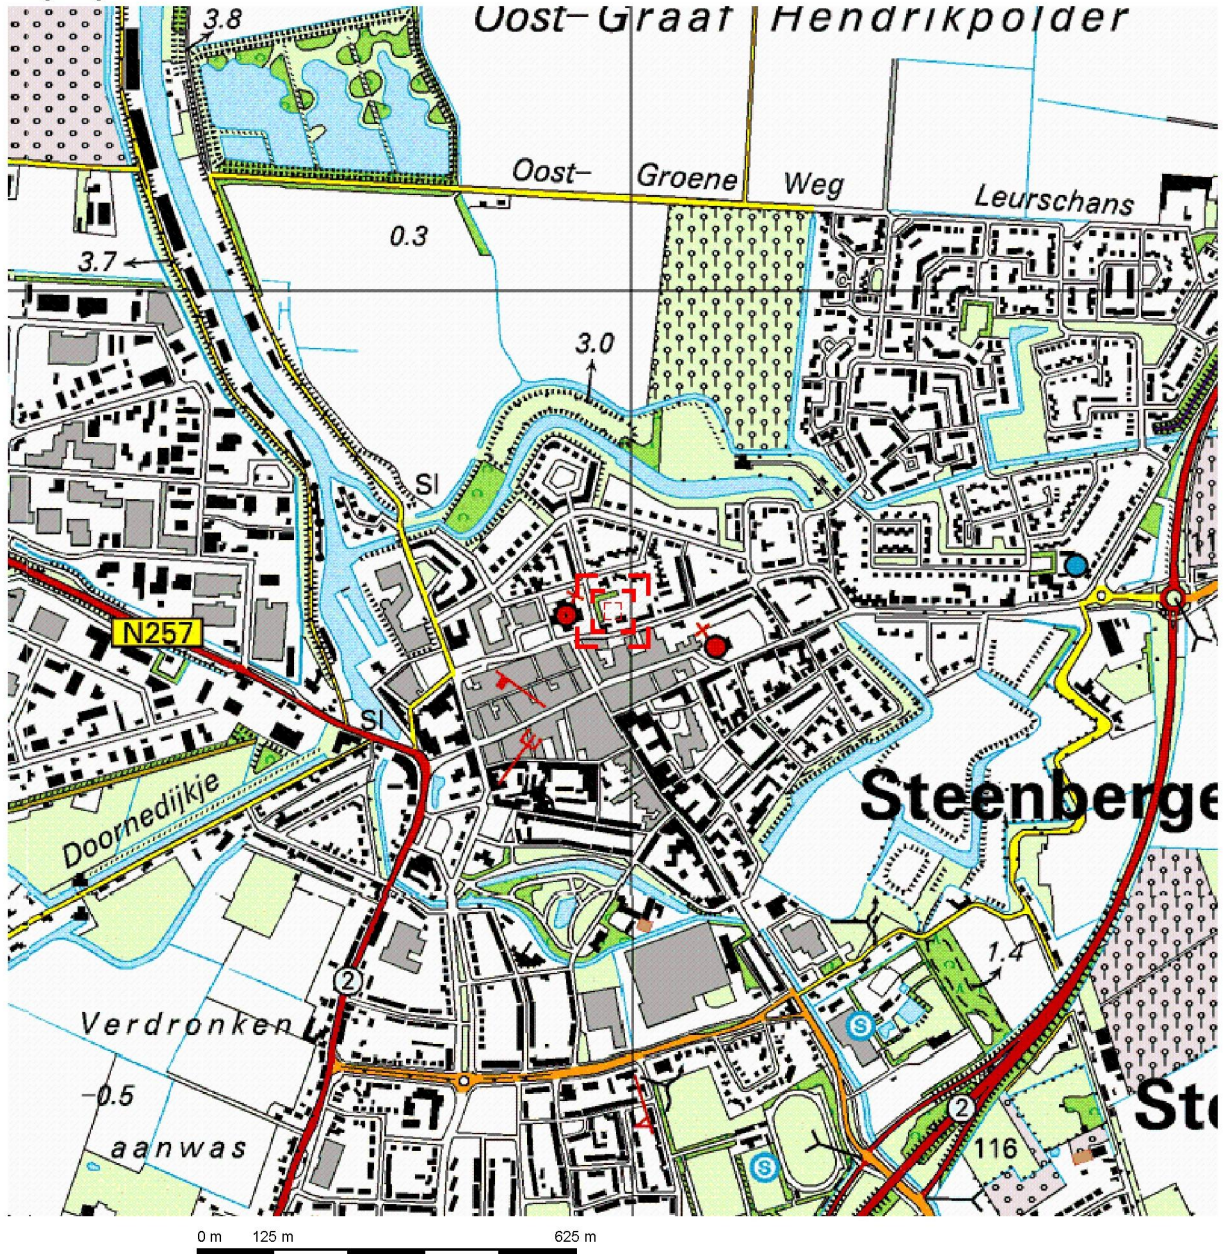 Oost–Graaf Hendrikpolder
3.8
Oost– Groene Weg
Leurschans
0.3
3.7
3.0
Sl
N257
Sl
Doornedijkje
Steenberge
1.4
2
S
Verdronken
–0.5
aanwas
2
Ste
116
S
0 m 125 m 625 m